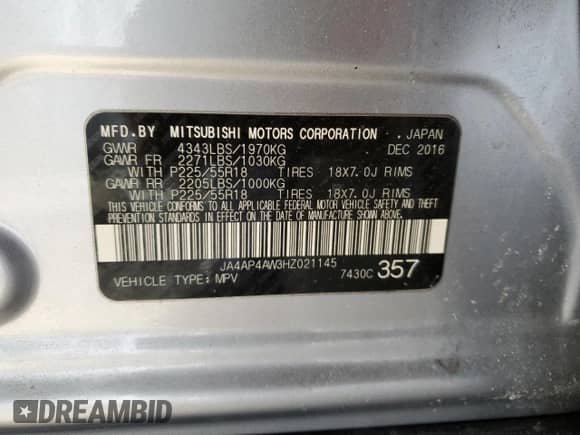 MFD. BY MITSUBISHI MOTORS CORPORATION . JAPAN
GVWR 4343LBS/1970KG DEC 2016
GAWR FR 2271LBS/1030KG
WITH P225/55R18 TIRES 18X7.0J RIMS
GAWR RR 2205LBS/1000KG
WITH P225/55R18 TIRES 18X7.0J RIMS
THIS VEHICLE CONFORMS TO ALL APPLICABLE FEDERAL MOTOR VEHICLE SAFETY AND
THEFT PREVENTION STANDARDS IN EFFECT ON THE DATE OF MANUFACTURE SHOWN ABOVE.
JA4AP4AW3HZ021145
VEHICLE TYPE: MPV 7430C 357
DREAMBID